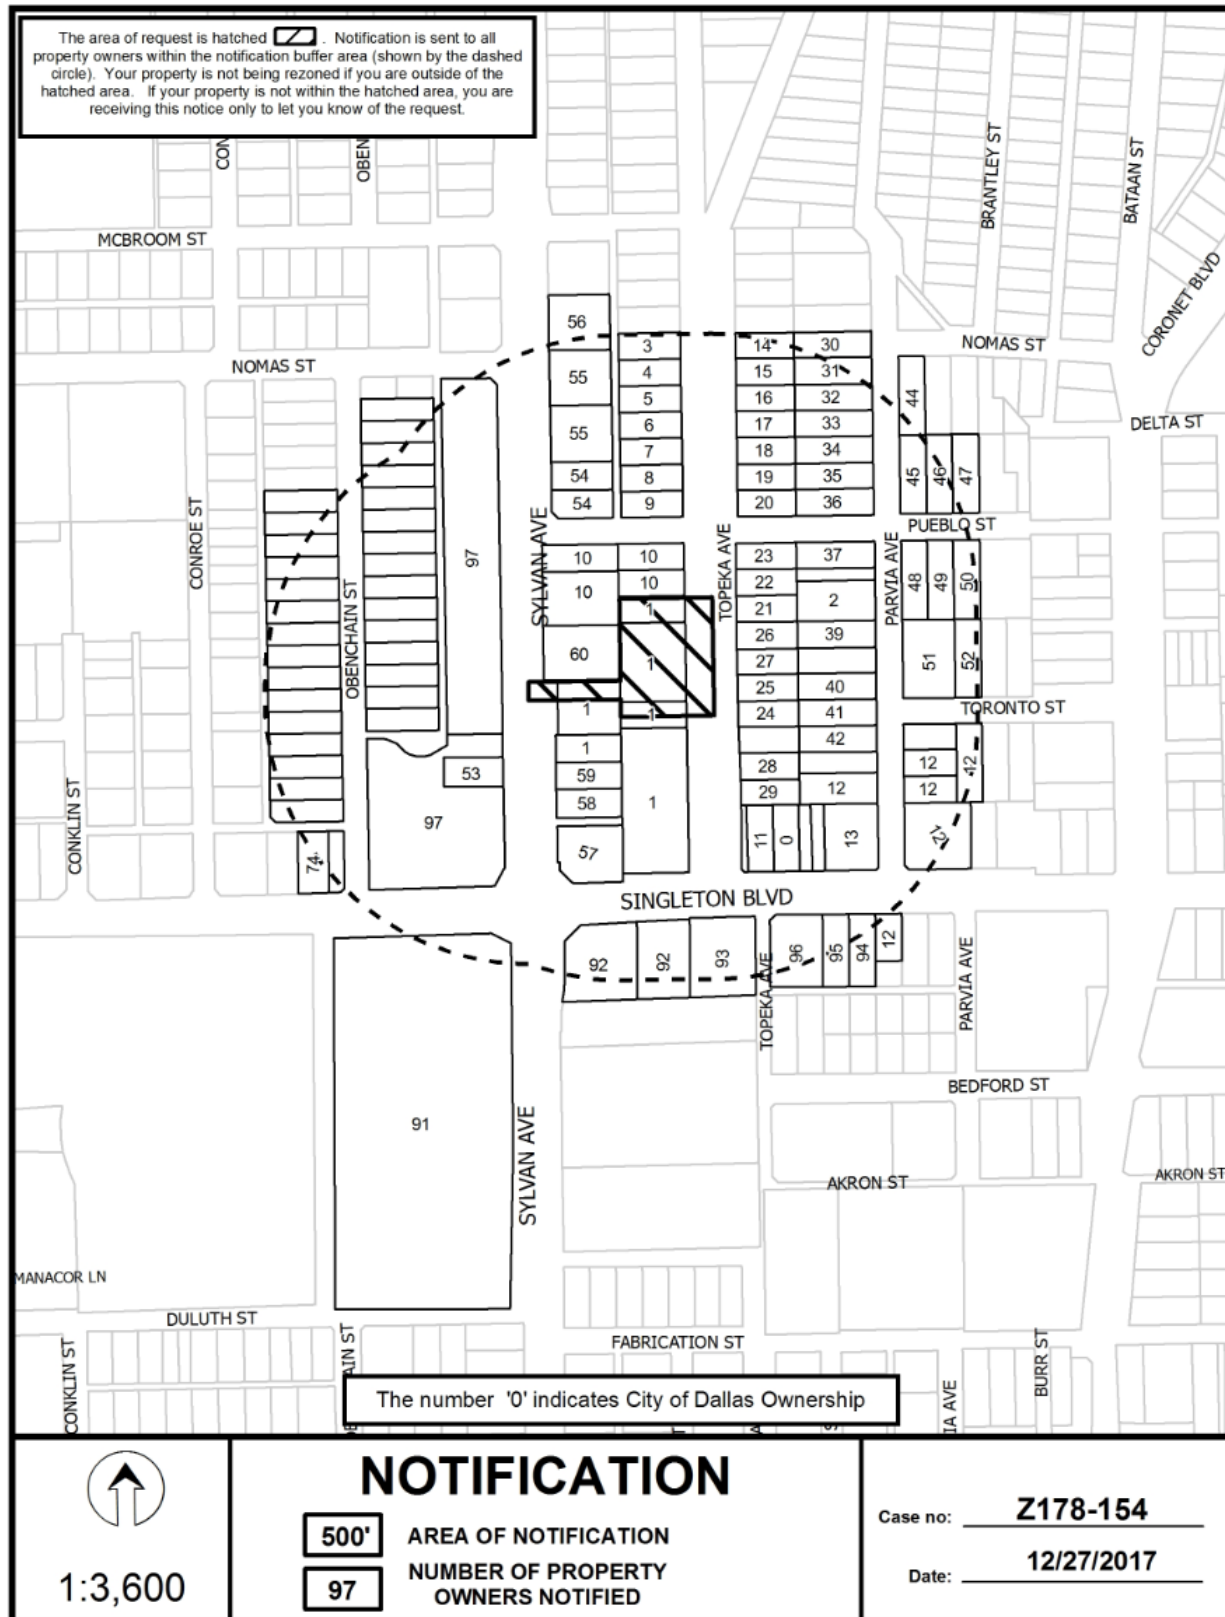 The area of request is hatched . Notification is sent to all
property owners within the notification buffer area (shown by the dashed
circle). Your property is not being rezoned if you are outside of the
hatched area. If your property is not within the hatched area, you are
receiving this notice only to let you know of the request.
CON
OBEN
BRANTLEY ST
BATAAN ST
MCBROOM ST
CORONET BLVD
56
3
14
30
NOMAS ST
NOMAS ST
4
15
31
55
5
16
32
44
6
17
33
DELTA ST
55
7
18
34
54
8
19
35
45
46
47
54
9
20
36
CONROE ST
97
SYLVAN AVE
TOPEKA AVE
PUEBLO ST
PARVIA AVE
10
10
23
37
10
10
22
2
48
49
50
OBENCHAIN ST
1
21
26
39
60
1
27
51
52
25
40
1
1
24
41
TORONTO ST
1
42
53
59
28
12
12
58
1
29
12
12
CONKLIN ST
97
74
57
11
0
13
12
SINGLETON BLVD
92
92
93
TOPEKA AVE
96
95
94
12
PARVIA AVE
91
SYLVAN AVE
BEDFORD ST
AKRON ST
AKRON ST
MANACOR LN
DULUTH ST
FABRICATION ST
CONKLIN ST
AIN ST
BURR ST
IA AVE
The number '0' indicates City of Dallas Ownership
1:3,600
NOTIFICATION
500' AREA OF NOTIFICATION
97 NUMBER OF PROPERTY
OWNERS NOTIFIED
Case no: Z178-154
Date: 12/27/2017